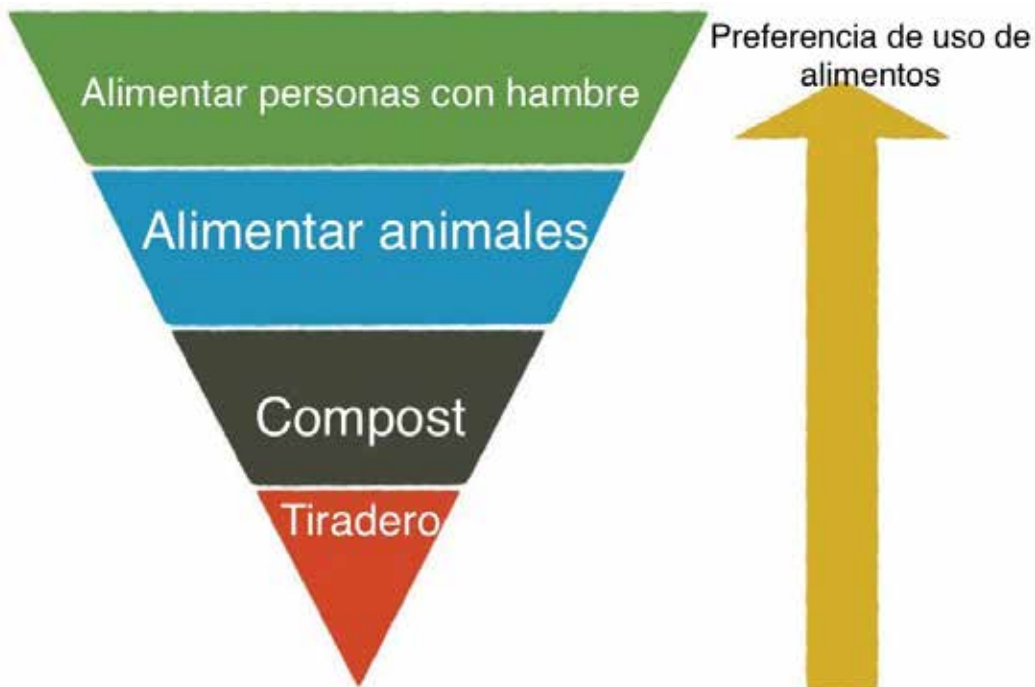 Preferencia de uso de
alimentos
Alimentar personas con hambre
Alimentar animales
Compost
Tiradero